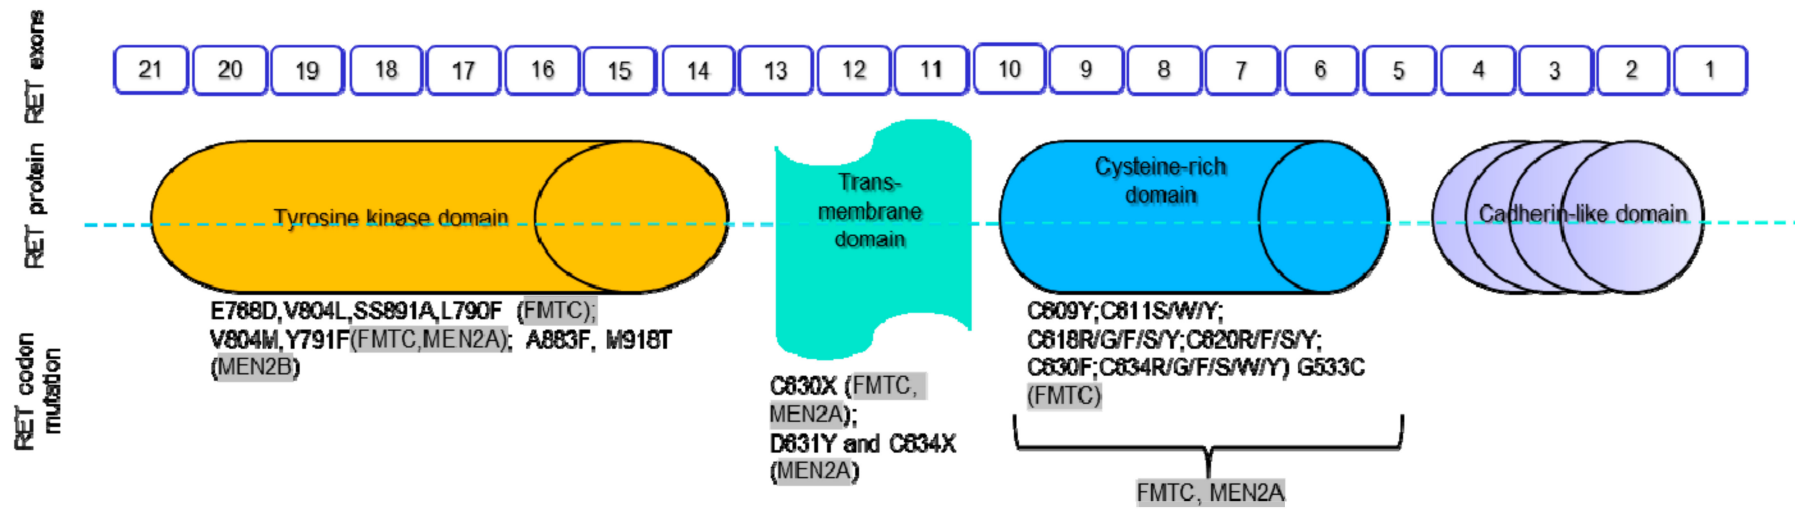 RET exons
21 20 19 18 17 16 15 14 13 12 11 10 9 8 7 6 5 4 3 2 1
RET protein
Tyrosine kinase domain
Trans-
membrane
domain
Cysteine-rich
domain
Cadherin-like domain
RET codon
mutation
E768D,V804L,SS891A,L790F (FMTC);
V804M,Y791F(FMTC,MEN2A); A883F, M918T
(MEN2B)
C630X (FMTC,
MEN2A);
D631Y and C634X
(MEN2A)
C609Y;C611S/W/Y;
C618R/G/F/S/Y;C620R/F/S/Y;
C630F;C634R/G/F/S/W/Y) G533C
(FMTC)
FMTC, MEN2A